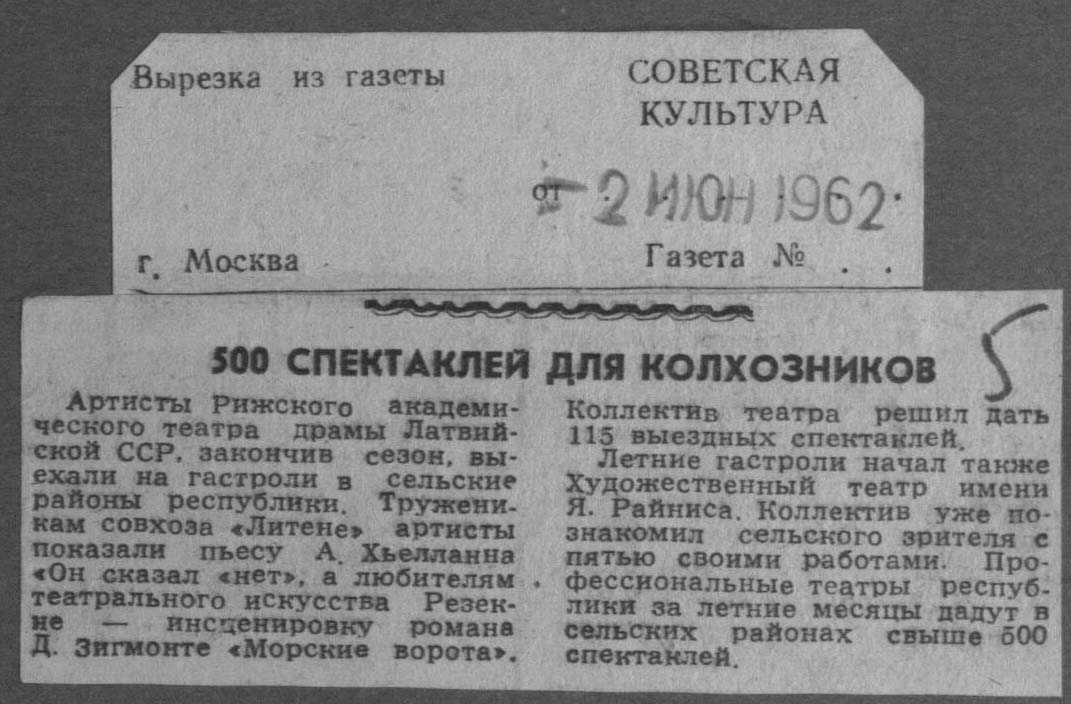 Вырезка из газеты
СОВЕТСКАЯ
КУЛЬТУРА
от - 2 ИЮН 1962
г. Москва
Газета № . .
5
500 СПЕКТАКЛЕЙ ДЛЯ КОЛХОЗНИКОВ
Артисты Рижского академи-
ческого театра драмы Латвий-
ской ССР, закончив сезон, вы-
ехали на гастроли в сельские
районы республики. Тружени-
кам совхоза «Литене» артисты
показали пьесу А. Хьелланна
«Он сказал «нет», а любителям
театрального искусства Резек-
не — инсценировку романа
Д. Зигмонте «Морские ворота».
Коллектив театра решил дать
115 выездных спектаклей.
Летние гастроли начал также
Художественный театр имени
Я. Райниса. Коллектив уже по-
знакомил сельского зрителя с
пятью своими работами. Про-
фессиональные театры респуб-
лики за летние месяцы дадут в
сельских районах свыше 500
спектаклей.